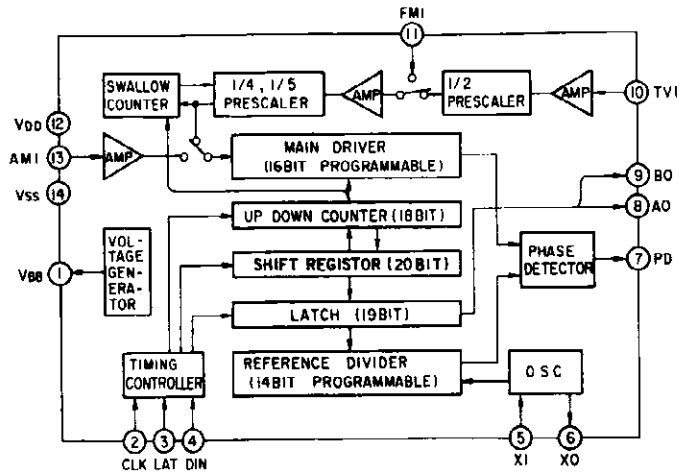 FMI
11
SWALLOW
COUNTER
1/4, 1/5
PRESCALER
AMP
1/2
PRESCALER
AMP
10 TVI
VDD 12
AMI 13
AMP
MAIN DRIVER
(16BIT PROGRAMMABLE)
VSS 14
9 BO
8 AO
UP DOWN COUNTER (18BIT)
VOL-
TAGE
GEN-
ERA-
TOR
VBB 1
SHIFT REGISTOR (20BIT)
PHASE
DETECTOR
7 PD
LATCH (19BIT)
TIMING
CONTROLLER
REFERENCE DIVIDER
(14BIT PROGRAMMABLE)
OSC
2 3 4
CLK LAT DIN
5 6
XI XO